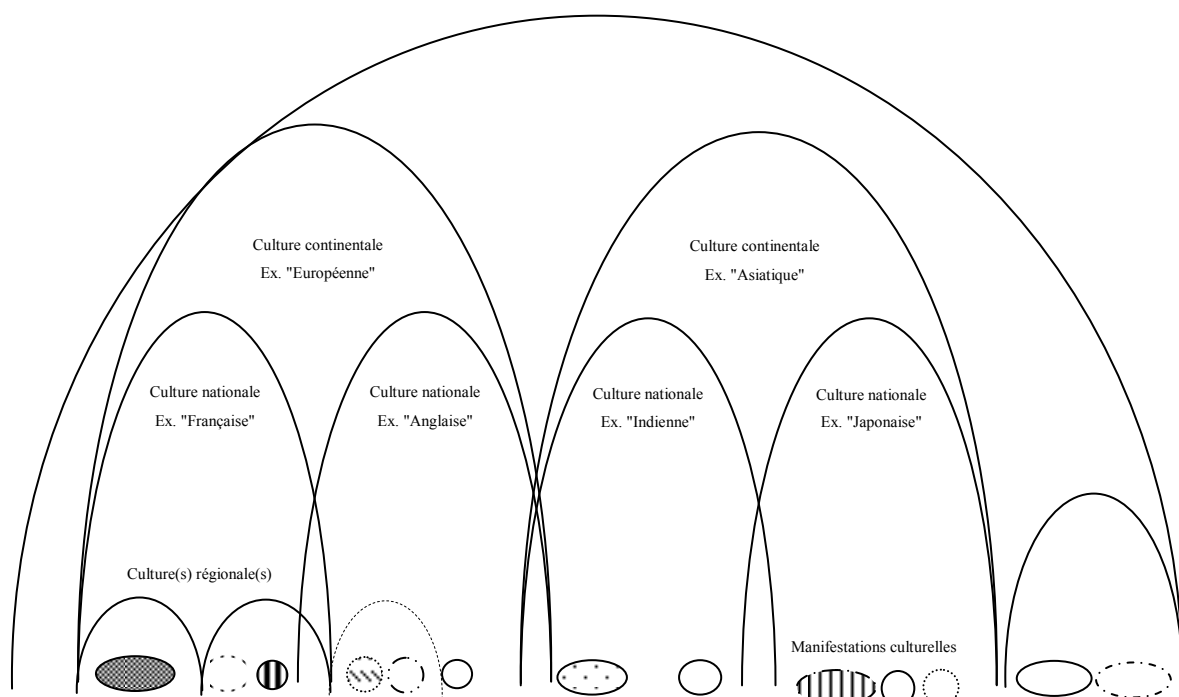 Culture continentale
Ex. "Européenne"
Culture continentale
Ex. "Asiatique"
Culture nationale
Ex. "Française"
Culture nationale
Ex. "Anglaise"
Culture nationale
Ex. "Indienne"
Culture nationale
Ex. "Japonaise"
Culture(s) régionale(s)
Manifestations culturelles